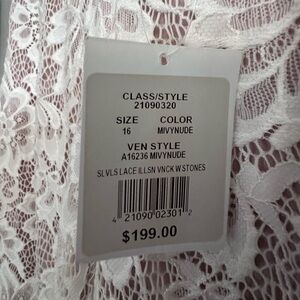 CLASS/STYLE
21090320
SIZE COLOR
16 MIVYNUDE
VEN STYLE
A16236 MIVYNUDE
SLVLS LACE ILLSN VNCK W STONES
4 21090 02301 2
$199.00